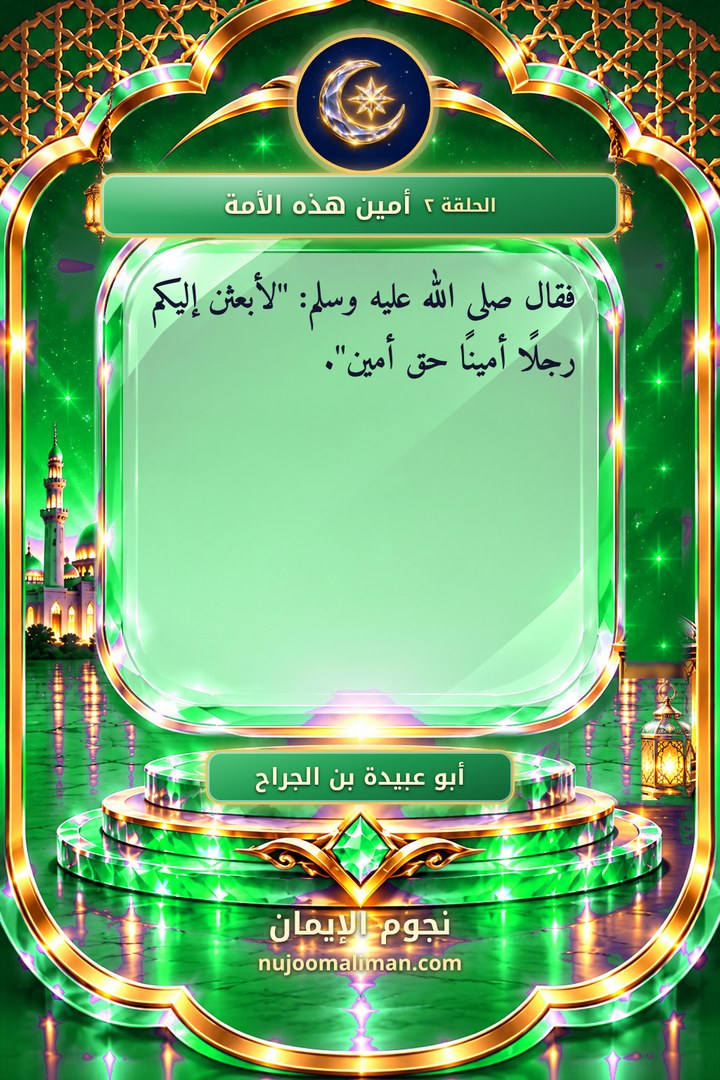 الحلقة ٢ أمين هذه الأمة
فقال صلى الله عليه وسلم: "لأبعثن إليكم
رجلًا أمينًا حق أمين".
أبو عبيدة بن الجراح
نجوم الإيمان
nujoomaliman.com